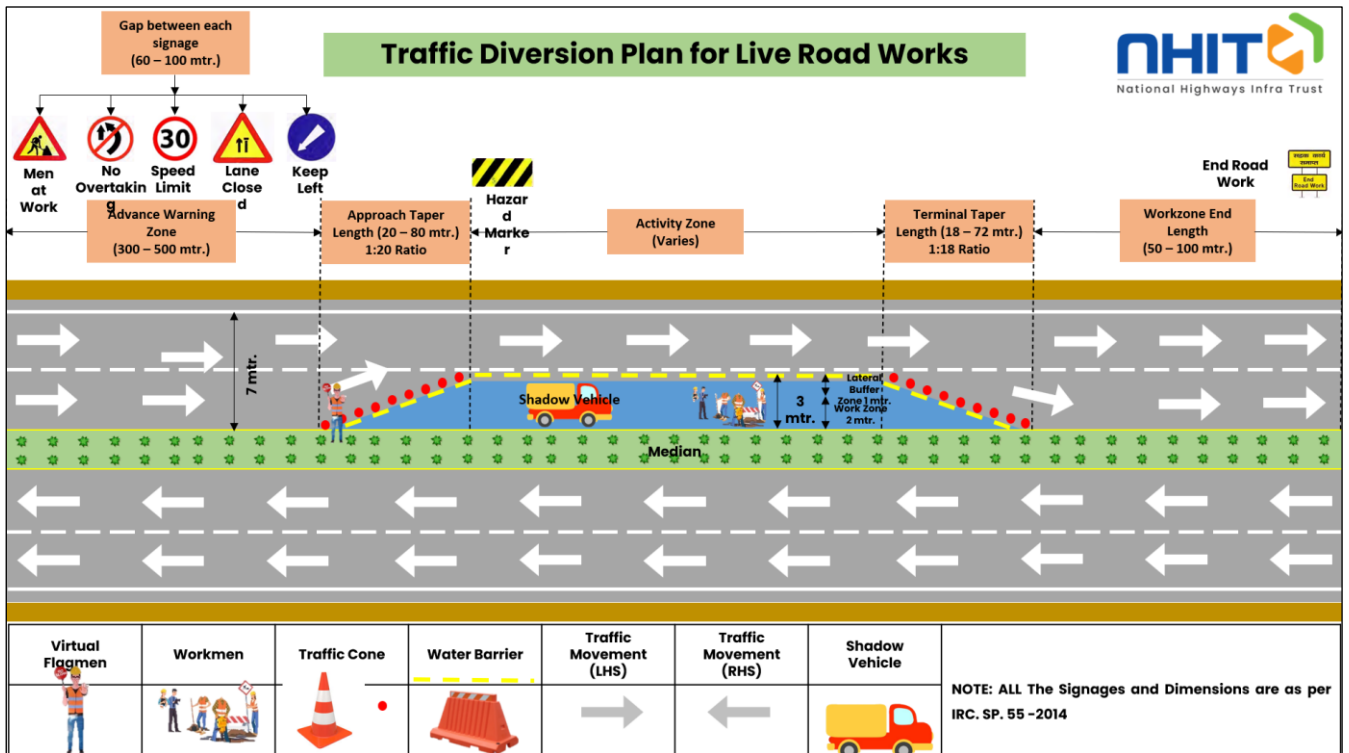 Gap between each
signage
(60 – 100 mtr.)
Traffic Diversion Plan for Live Road Works
NHIT
National Highways Infra Trust
Men
at
Work
No
Overtakin
g
30
Speed
Limit
Lane
Close
d
Keep
Left
Hazar
d
Marke
r
End Road
Work
सड़क कार्य
समाप्त
End
Road Work
Advance Warning
Zone
(300 – 500 mtr.)
Approach Taper
Length (20 – 80 mtr.)
1:20 Ratio
Activity Zone
(Varies)
Terminal Taper
Length (18 – 72 mtr.)
1:18 Ratio
Workzone End
Length
(50 – 100 mtr.)
7 mtr.
Shadow Vehicle
3
mtr.
Lateral
Buffer
Zone 1 mtr.
Work Zone
2 mtr.
Median
Virtual
Flagmen
Workmen
Traffic Cone
Water Barrier
Traffic
Movement
(LHS)
Traffic
Movement
(RHS)
Shadow
Vehicle
NOTE: ALL The Signages and Dimensions are as per
IRC. SP. 55 -2014